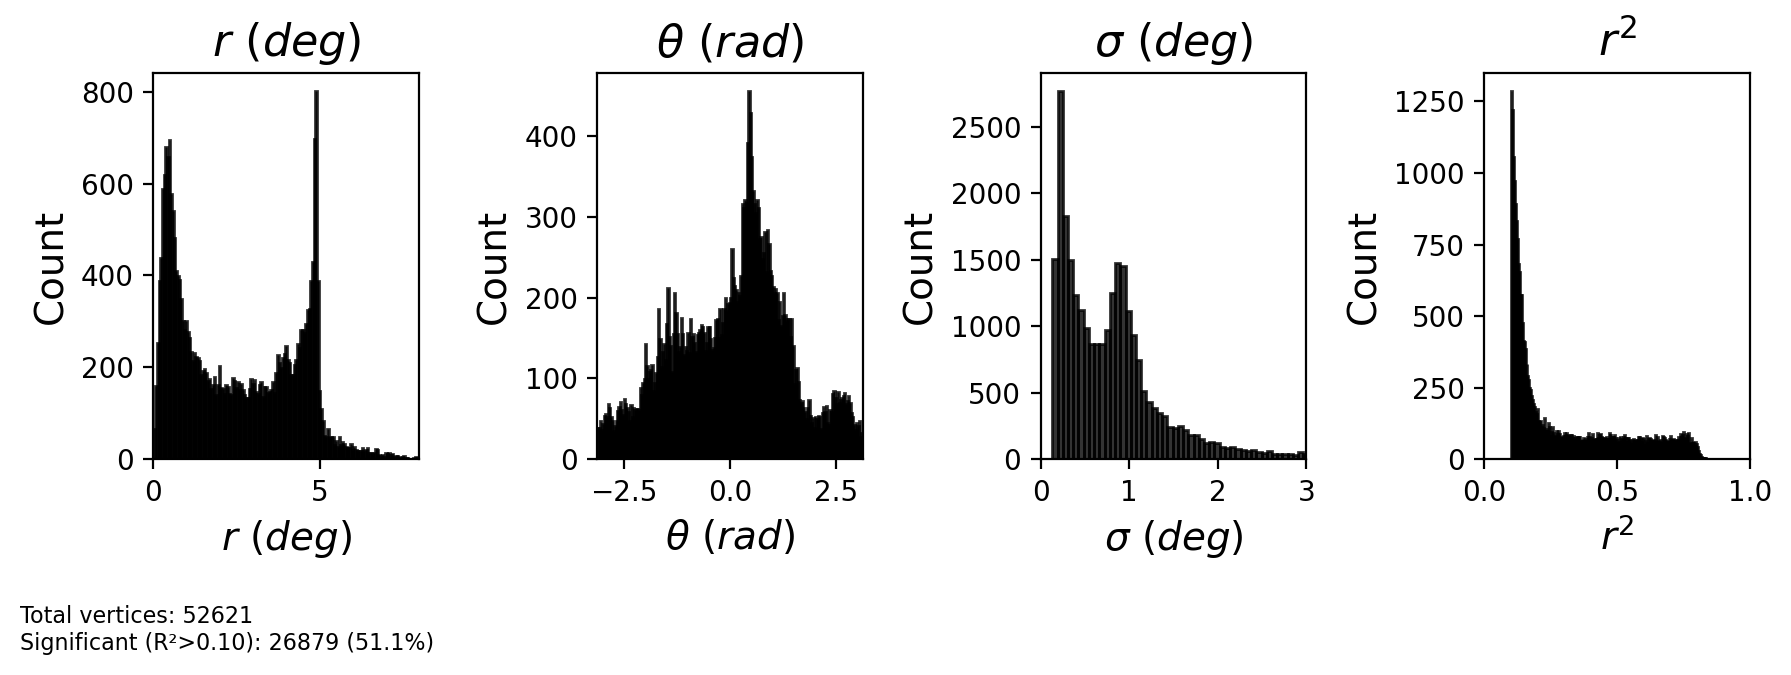 r (deg)
θ (rad)
σ (deg)
r²
Count
800
600
400
200
0
0
5
r (deg)
Count
400
300
200
100
0
−2.5
0.0
2.5
θ (rad)
Count
2500
2000
1500
1000
500
0
0
1
2
3
σ (deg)
Count
1250
1000
750
500
250
0
0.0
0.5
1.0
r²
Total vertices: 52621
Significant (R²>0.10): 26879 (51.1%)